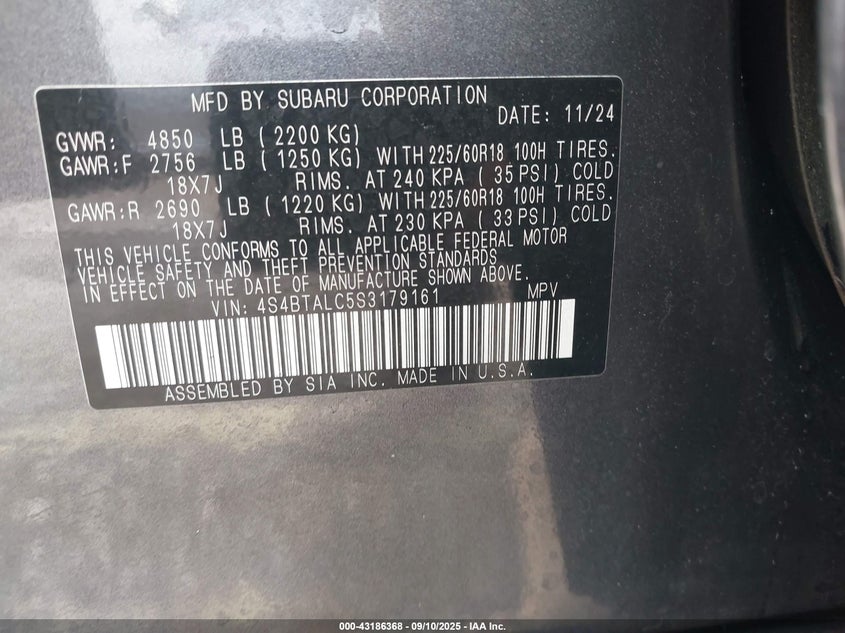 MFD BY SUBARU CORPORATION
DATE: 11/24
GVWR: 4850 LB ( 2200 KG)
GAWR:F 2756 LB ( 1250 KG) WITH 225/60R18 100H TIRES.
18X7J RIMS. AT 240 KPA ( 35 PSI) COLD
GAWR:R 2690 LB ( 1220 KG) WITH 225/60R18 100H TIRES.
18X7J RIMS. AT 230 KPA ( 33 PSI) COLD
THIS VEHICLE CONFORMS TO ALL APPLICABLE FEDERAL MOTOR
VEHICLE SAFETY AND THEFT PREVENTION STANDARDS
IN EFFECT ON THE DATE OF MANUFACTURE SHOWN ABOVE.
VIN: 4S4BTALC5S3179161 MPV
ASSEMBLED BY SIA INC. MADE IN U.S.A.
000-43186368 - 09/10/2025 - IAA Inc.